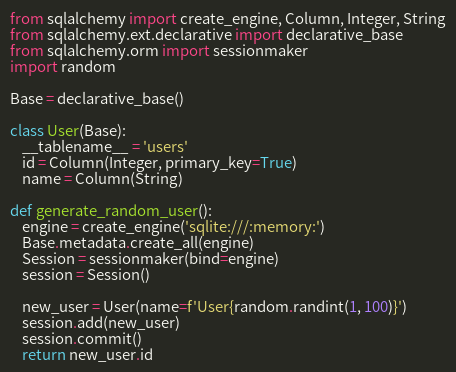 from sqlalchemy import create_engine, Column, Integer, String
from sqlalchemy.ext.declarative import declarative_base
from sqlalchemy.orm import sessionmaker
import random

Base = declarative_base()

class User(Base):
    __tablename__ = 'users'
    id = Column(Integer, primary_key=True)
    name = Column(String)

def generate_random_user():
    engine = create_engine('sqlite:///:memory:')
    Base.metadata.create_all(engine)
    Session = sessionmaker(bind=engine)
    session = Session()

    new_user = User(name=f'User{random.randint(1, 100)}')
    session.add(new_user)
    session.commit()
    return new_user.id